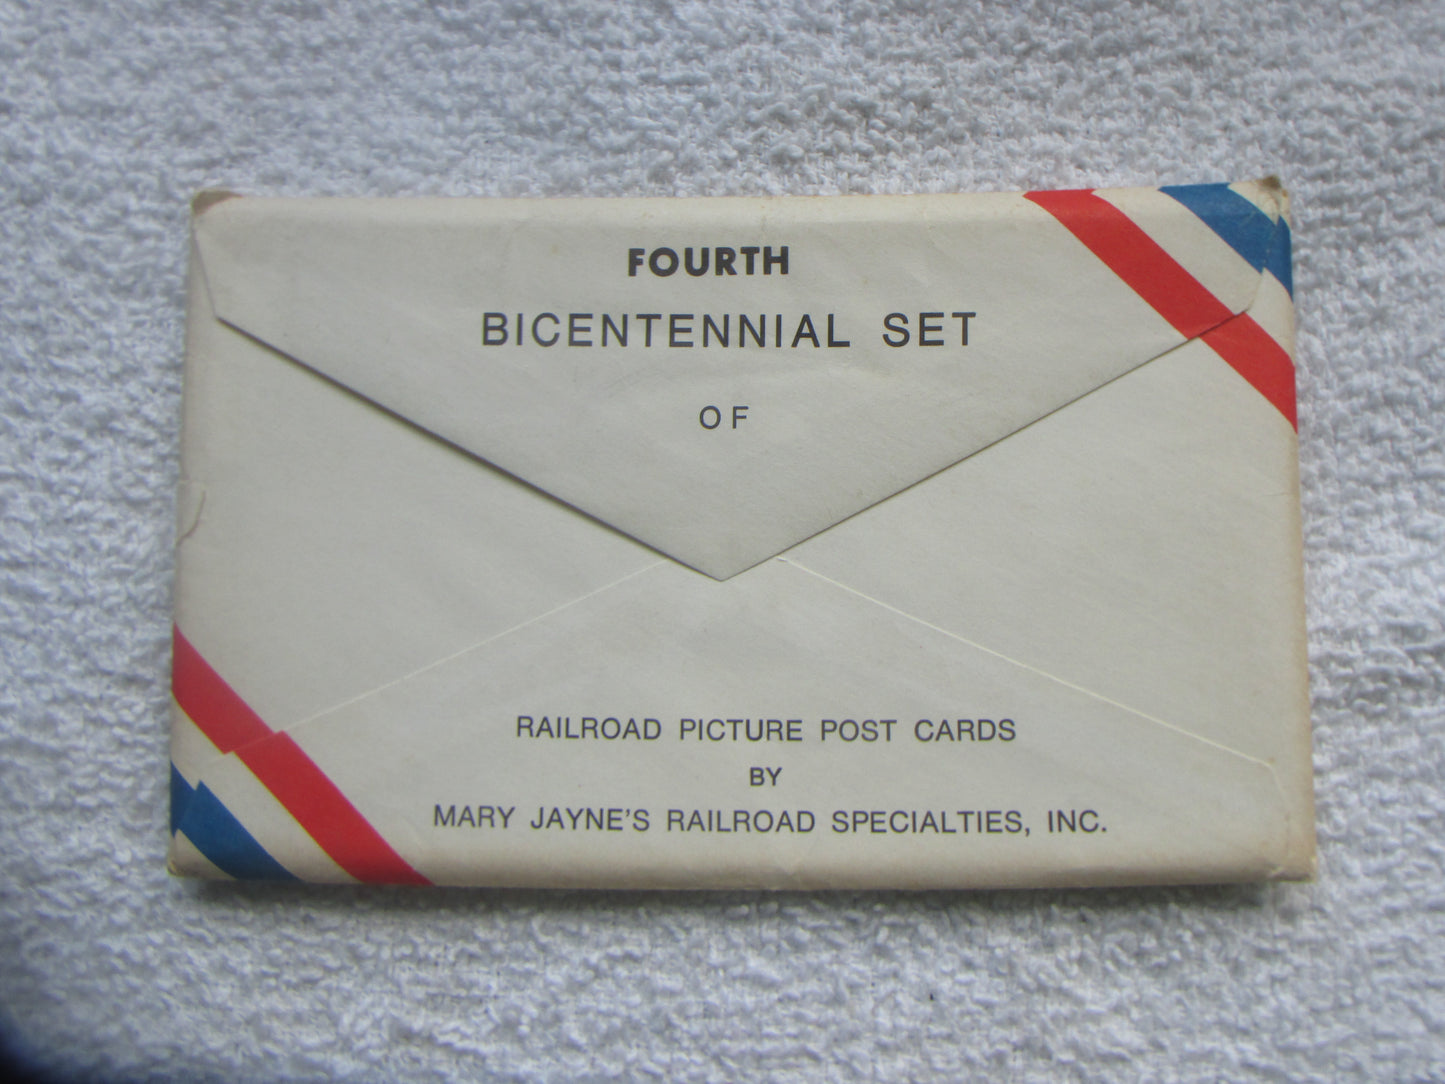 FOURTH
BICENTENNIAL SET
OF
RAILROAD PICTURE POST CARDS
BY
MARY JAYNE'S RAILROAD SPECIALTIES, INC.